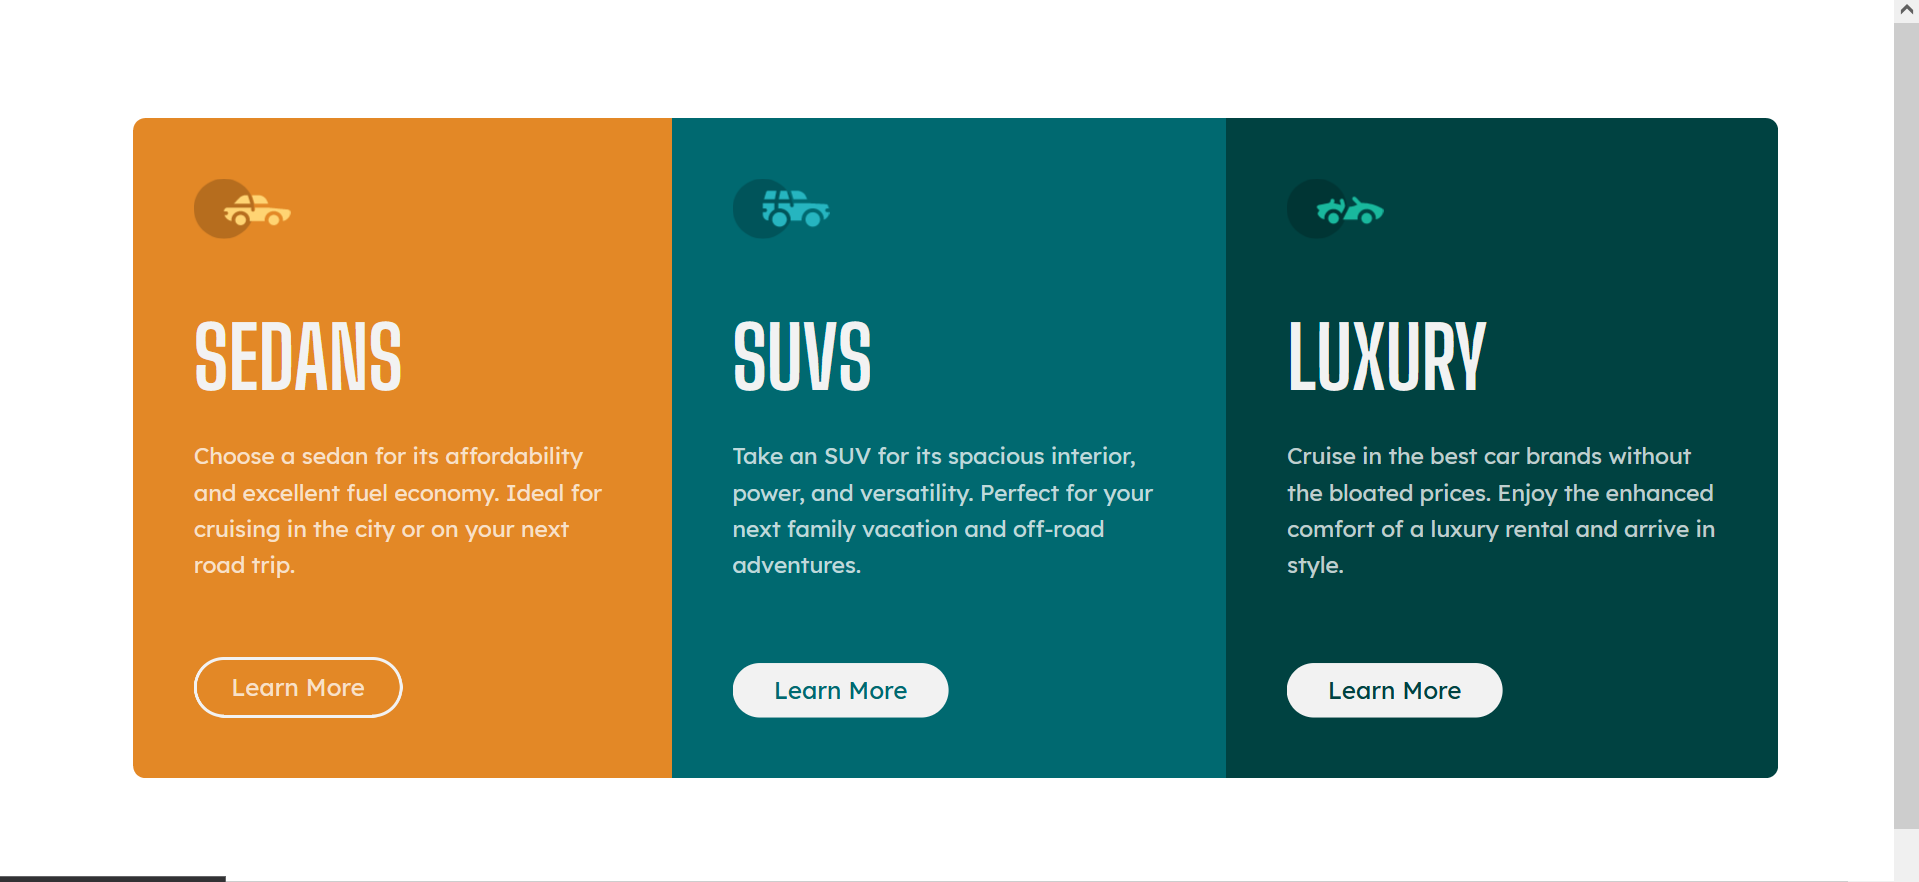 SEDANS
Choose a sedan for its affordability
and excellent fuel economy. Ideal for
cruising in the city or on your next
road trip.
Learn More
SUVS
Take an SUV for its spacious interior,
power, and versatility. Perfect for your
next family vacation and off-road
adventures.
Learn More
LUXURY
Cruise in the best car brands without
the bloated prices. Enjoy the enhanced
comfort of a luxury rental and arrive in
style.
Learn More